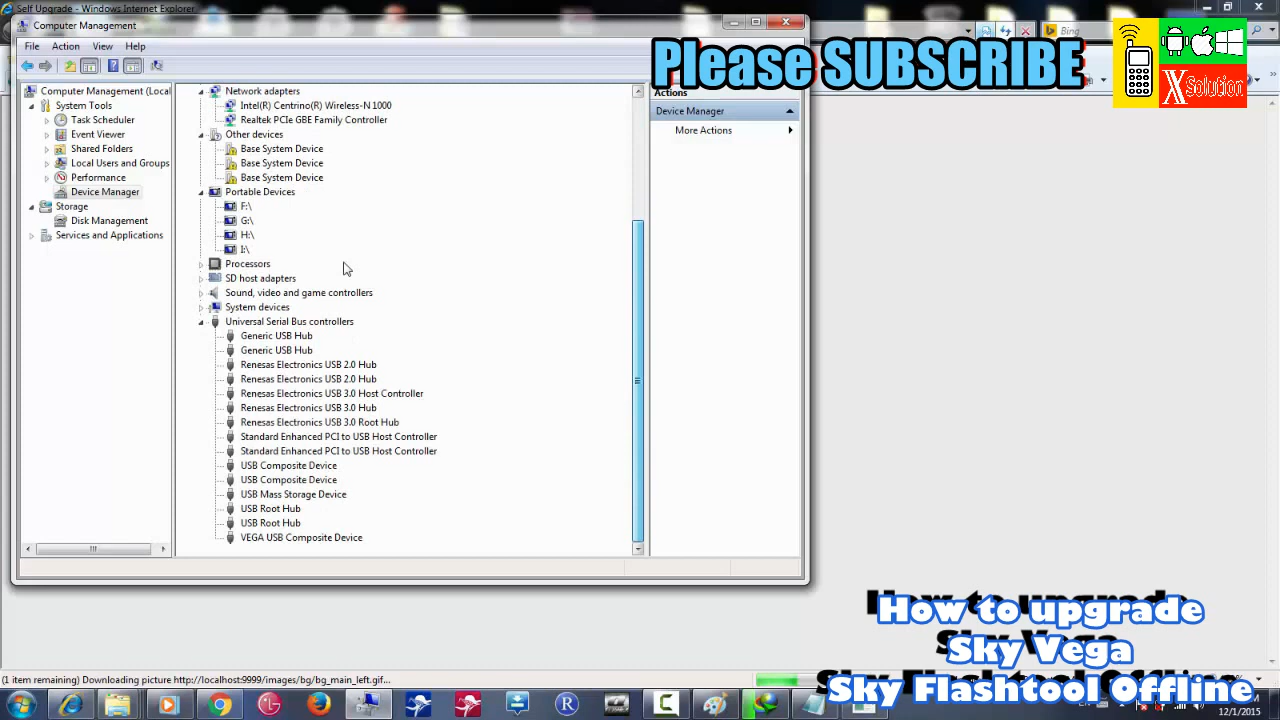 Self Upgrade - Windows Internet Explorer
Computer Management
File Action View Help
Bing
Please SUBSCRIBE
X Solution
Computer Management (Local
System Tools
Task Scheduler
Event Viewer
Shared Folders
Local Users and Groups
Performance
Device Manager
Storage
Disk Management
Services and Applications
Network adapters
Intel(R) Centrino(R) Wireless-N 1000
Realtek PCIe GBE Family Controller
Other devices
Base System Device
Base System Device
Base System Device
Portable Devices
F:\
G:\
H:\
I:\
Processors
SD host adapters
Sound, video and game controllers
System devices
Universal Serial Bus controllers
Generic USB Hub
Generic USB Hub
Renesas Electronics USB 2.0 Hub
Renesas Electronics USB 2.0 Hub
Renesas Electronics USB 3.0 Host Controller
Renesas Electronics USB 3.0 Hub
Renesas Electronics USB 3.0 Root Hub
Standard Enhanced PCI to USB Host Controller
Standard Enhanced PCI to USB Host Controller
USB Composite Device
USB Composite Device
USB Mass Storage Device
USB Root Hub
USB Root Hub
VEGA USB Composite Device
Actions
Device Manager
More Actions
How to upgrade
Sky Vega
Sky Flashtool Offline
(1 item remaining) Downloading picture http://localhost:9999/image/bg/bg_main_left.gif...
12/1/2015